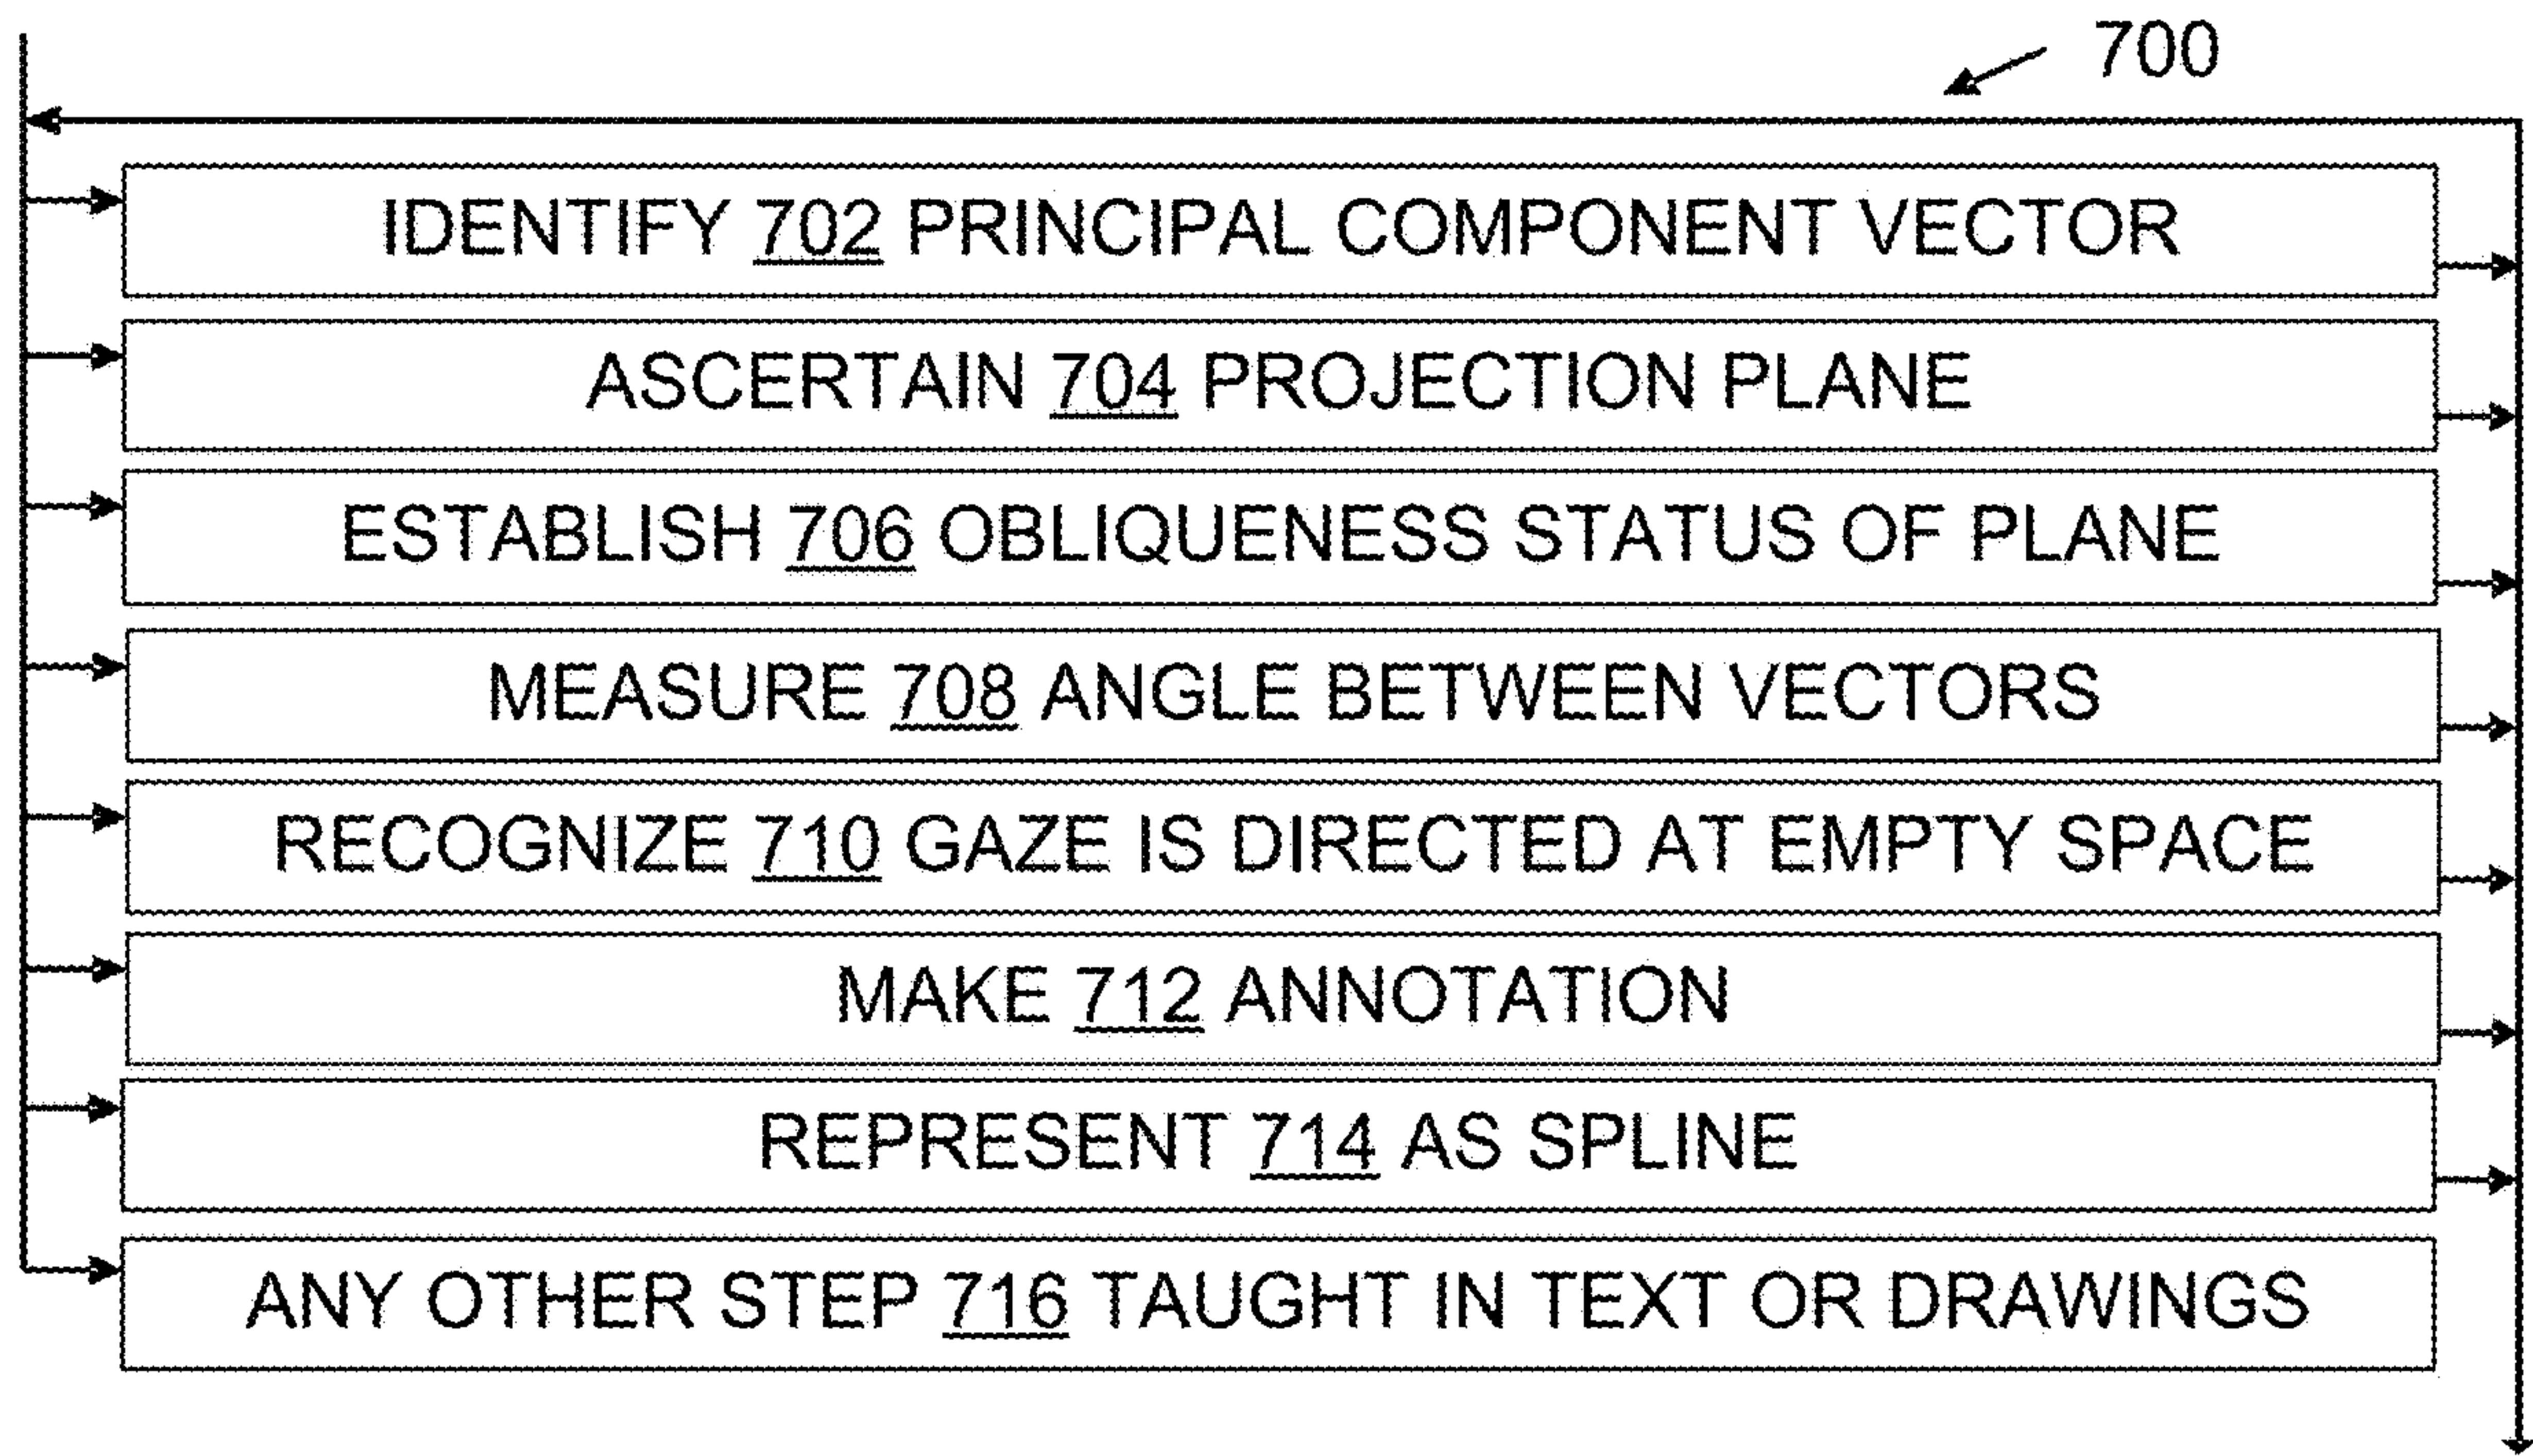 700
IDENTIFY 702 PRINCIPAL COMPONENT VECTOR
ASCERTAIN 704 PROJECTION PLANE
ESTABLISH 706 OBLIQUENESS STATUS OF PLANE
MEASURE 708 ANGLE BETWEEN VECTORS
RECOGNIZE 710 GAZE IS DIRECTED AT EMPTY SPACE
MAKE 712 ANNOTATION
REPRESENT 714 AS SPLINE
ANY OTHER STEP 716 TAUGHT IN TEXT OR DRAWINGS